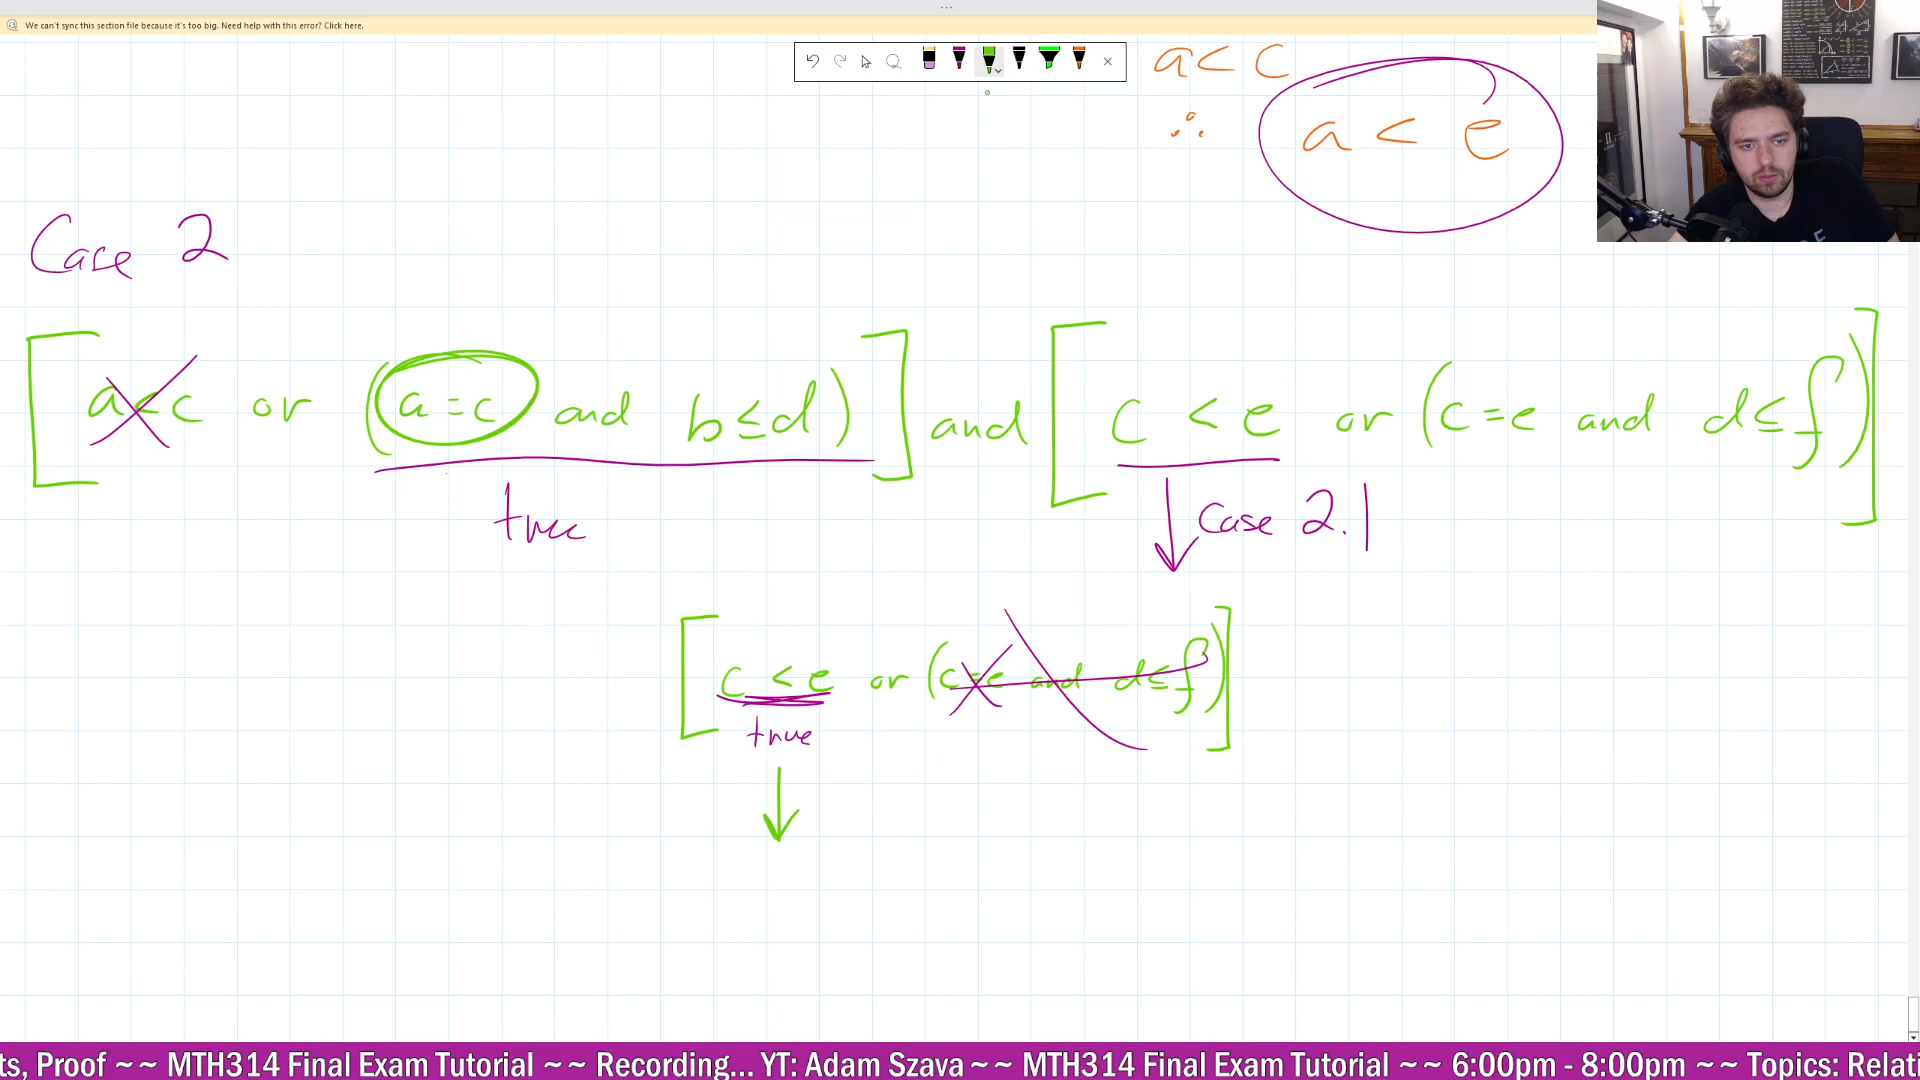 We can't sync this section file because it's too big. Need help with this error? Click here.
a < c
∴ a < e
Case 2
[a < c or (a = c and b ≤ d)] and [c < e or (c = e and d ≤ f)]
true
Case 2.1
[c < e or (c = e and d ≤ f)]
true
ts, Proof ~~ MTH314 Final Exam Tutorial ~~ Recording... YT: Adam Szava ~~ MTH314 Final Exam Tutorial ~~ 6:00pm - 8:00pm ~~ Topics: Relati